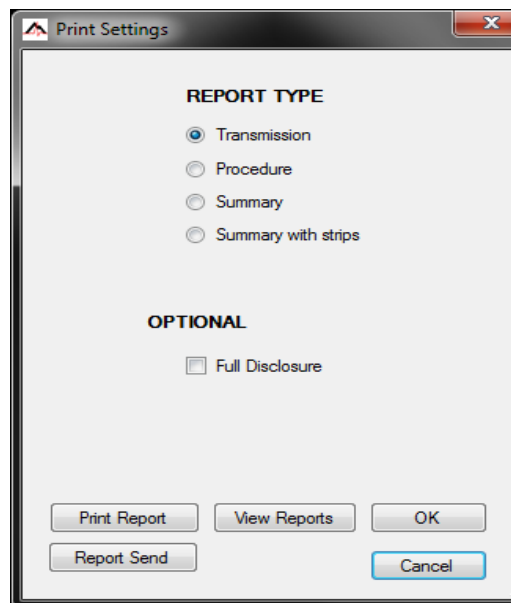 Print Settings
REPORT TYPE
Transmission
Procedure
Summary
Summary with strips
OPTIONAL
Full Disclosure
Print Report
View Reports
OK
Report Send
Cancel